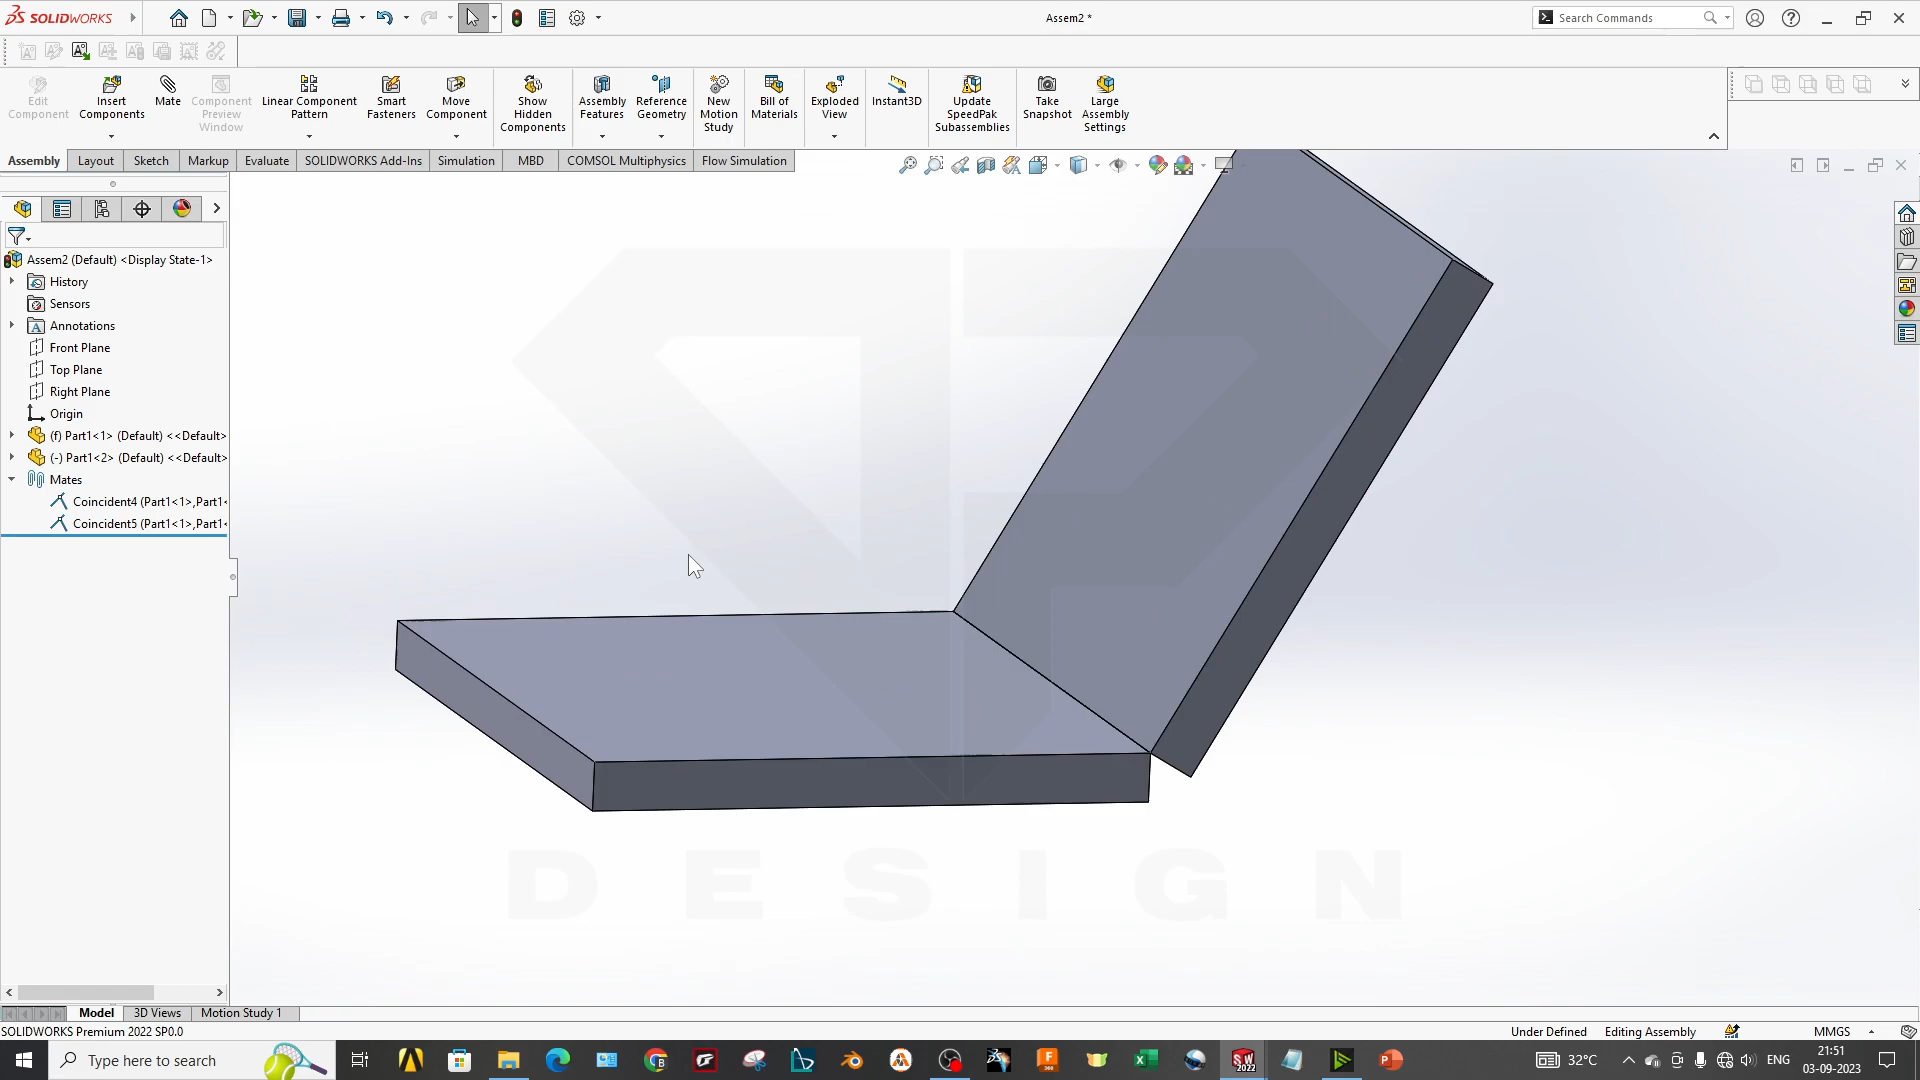 SOLIDWORKS
Assem2 *
Search Commands
Edit Component
Insert Components
Mate
Component Preview Window
Linear Component Pattern
Smart Fasteners
Move Component
Show Hidden Components
Assembly Features
Reference Geometry
New Motion Study
Bill of Materials
Exploded View
Instant3D
Update SpeedPak Subassemblies
Take Snapshot
Large Assembly Settings
Assembly
Layout
Sketch
Markup
Evaluate
SOLIDWORKS Add-Ins
Simulation
MBD
COMSOL Multiphysics
Flow Simulation
Assem2 (Default) <Display State-1>
History
Sensors
Annotations
Front Plane
Top Plane
Right Plane
Origin
(f) Part1<1> (Default) <<Default>
(-) Part1<2> (Default) <<Default>
Mates
Coincident4 (Part1<1>,Part1<
Coincident5 (Part1<1>,Part1<
DESIGN
Model
3D Views
Motion Study 1
SOLIDWORKS Premium 2022 SP0.0
Under Defined
Editing Assembly
MMGS
Type here to search
32°C
ENG
21:51
03-09-2023